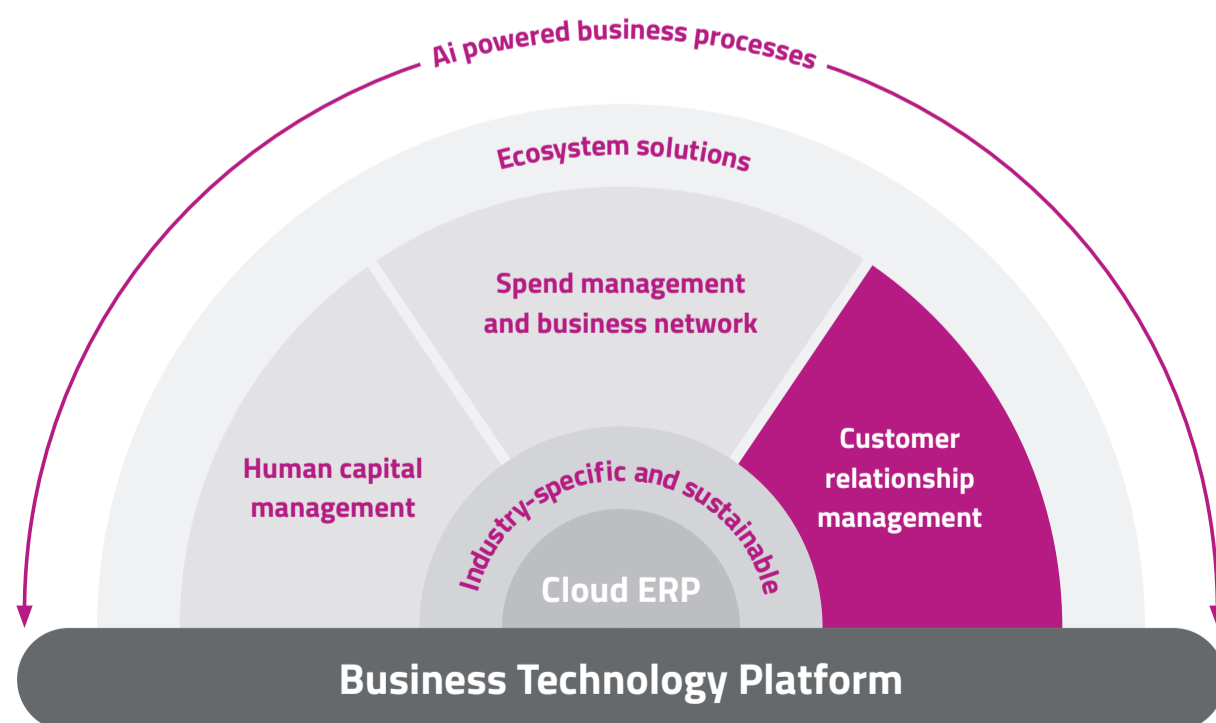 Ai powered business processes
Ecosystem solutions
Spend management
and business network
Human capital
management
Customer
relationship
management
Industry-specific and sustainable
Cloud ERP
Business Technology Platform